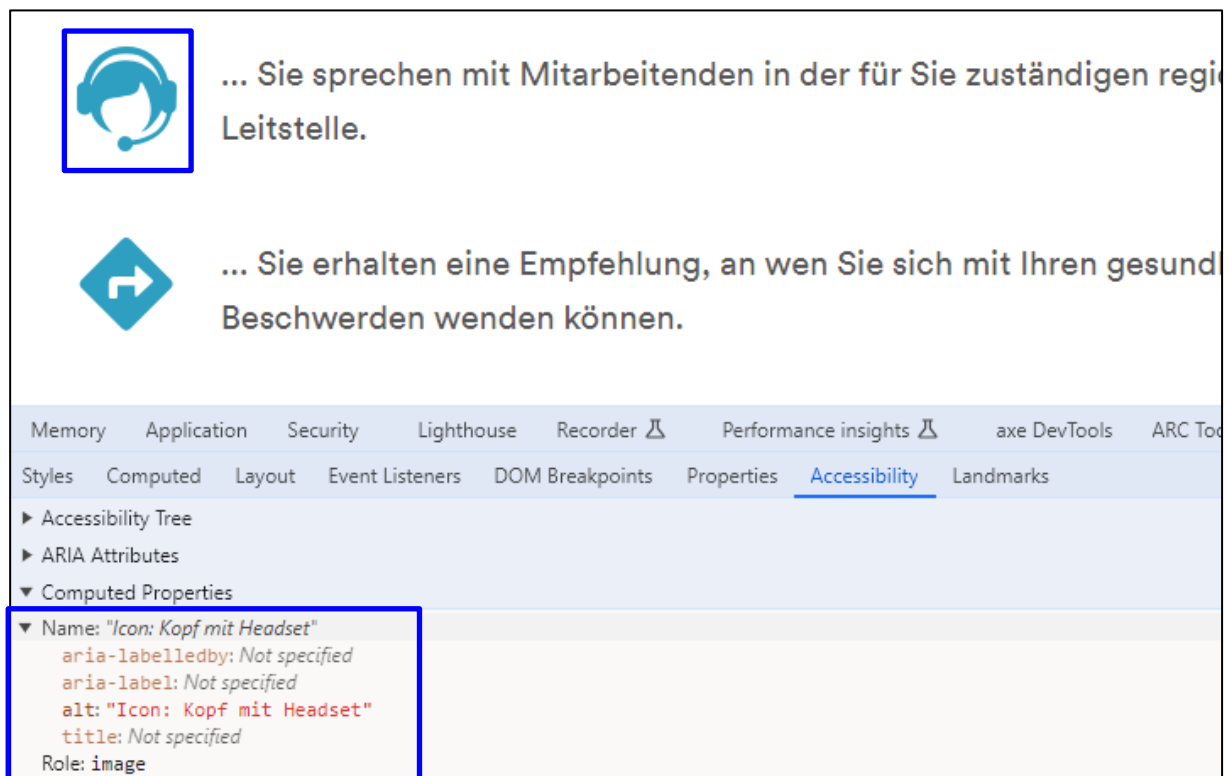 ... Sie sprechen mit Mitarbeitenden in der für Sie zuständigen
Leitstelle.
... Sie erhalten eine Empfehlung, an wen Sie sich mit Ihren
Beschwerden wenden können.
Memory Application Security Lighthouse Recorder Performance insights axe DevTools ARC
Styles Computed Layout Event Listeners DOM Breakpoints Properties Accessibility Landmarks
▶ Accessibility Tree
▶ ARIA Attributes
▼ Computed Properties
▼ Name: "Icon: Kopf mit Headset"
aria-labelledby: Not specified
aria-label: Not specified
alt: "Icon: Kopf mit Headset"
title: Not specified
Role: image